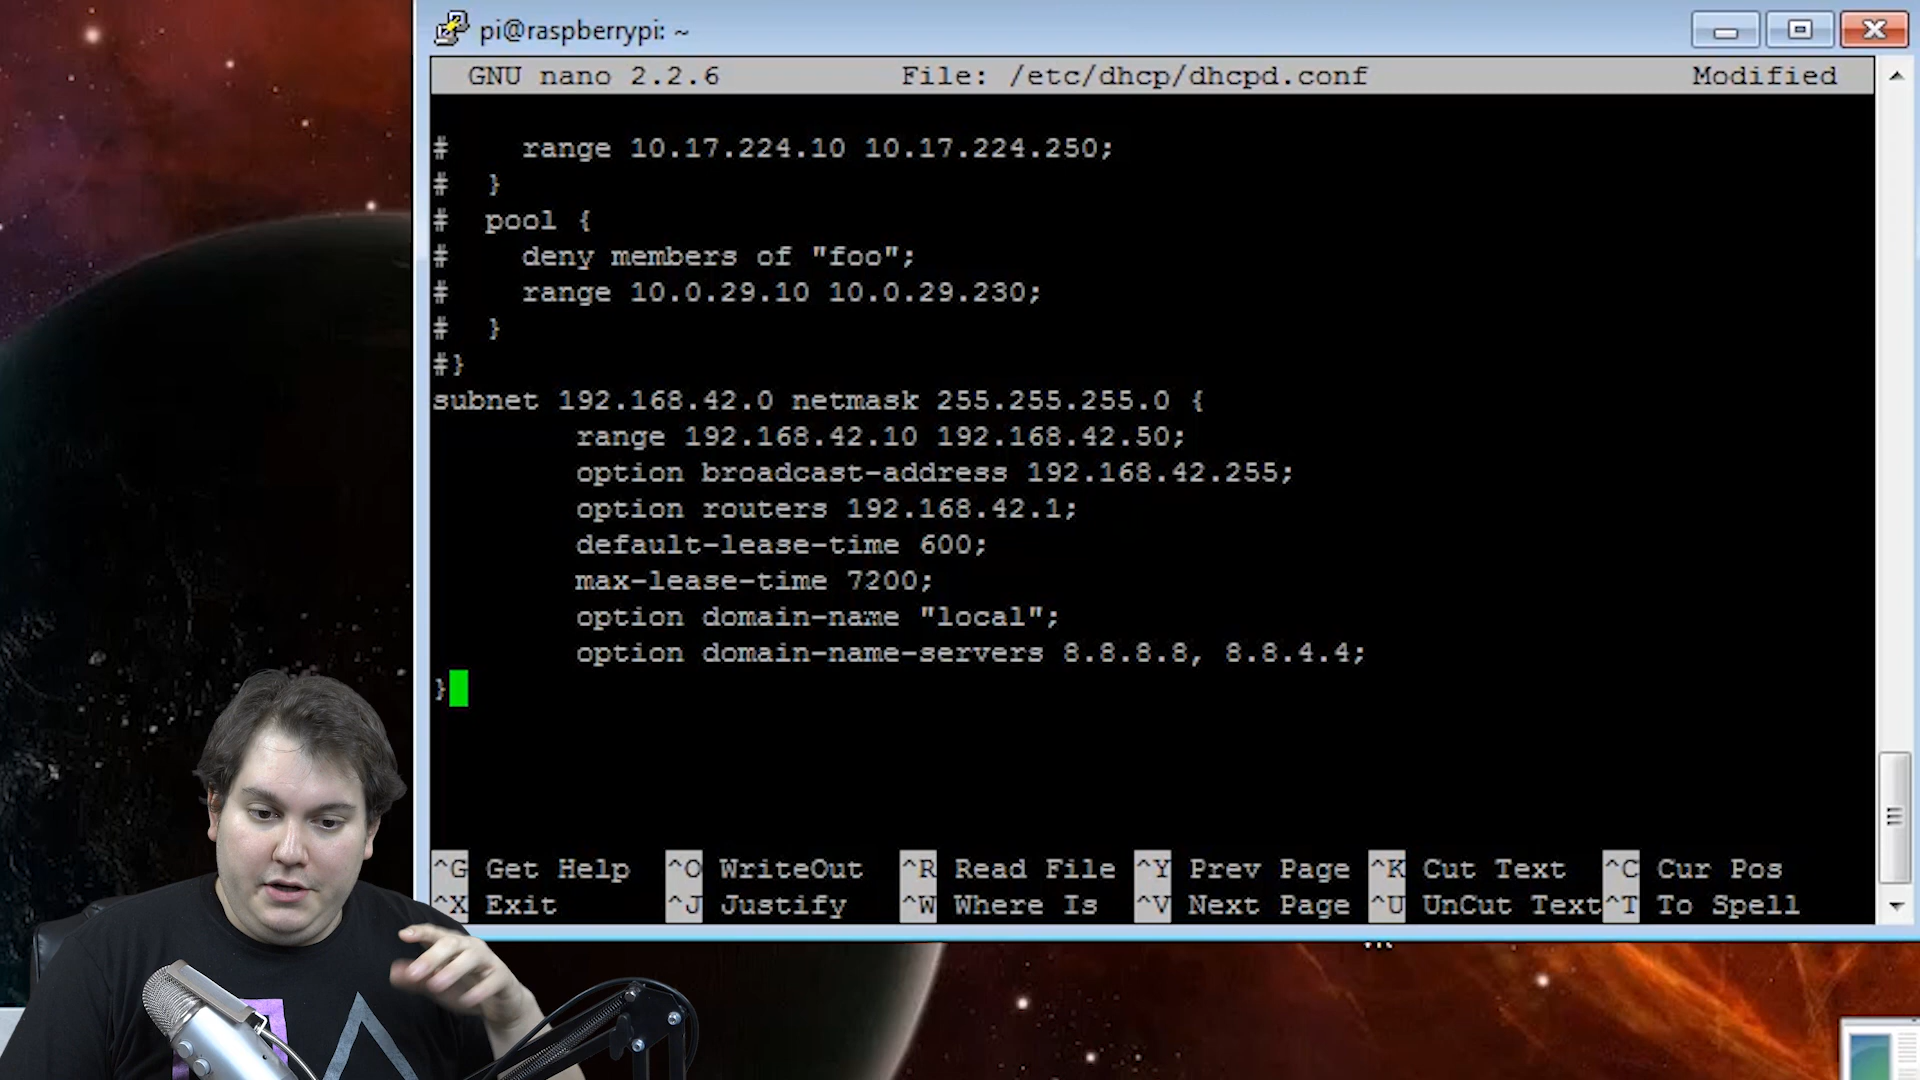 pi@raspberrypi: ~
GNU nano 2.2.6 File: /etc/dhcp/dhcpd.conf Modified
# range 10.17.224.10 10.17.224.250;
# }
# pool {
# deny members of "foo";
# range 10.0.29.10 10.0.29.230;
# }
#}
subnet 192.168.42.0 netmask 255.255.255.0 {
range 192.168.42.10 192.168.42.50;
option broadcast-address 192.168.42.255;
option routers 192.168.42.1;
default-lease-time 600;
max-lease-time 7200;
option domain-name "local";
option domain-name-servers 8.8.8.8, 8.8.4.4;
}
^G Get Help ^O WriteOut ^R Read File ^Y Prev Page ^K Cut Text ^C Cur Pos
^X Exit ^J Justify ^W Where Is ^V Next Page ^U UnCut Text ^T To Spell